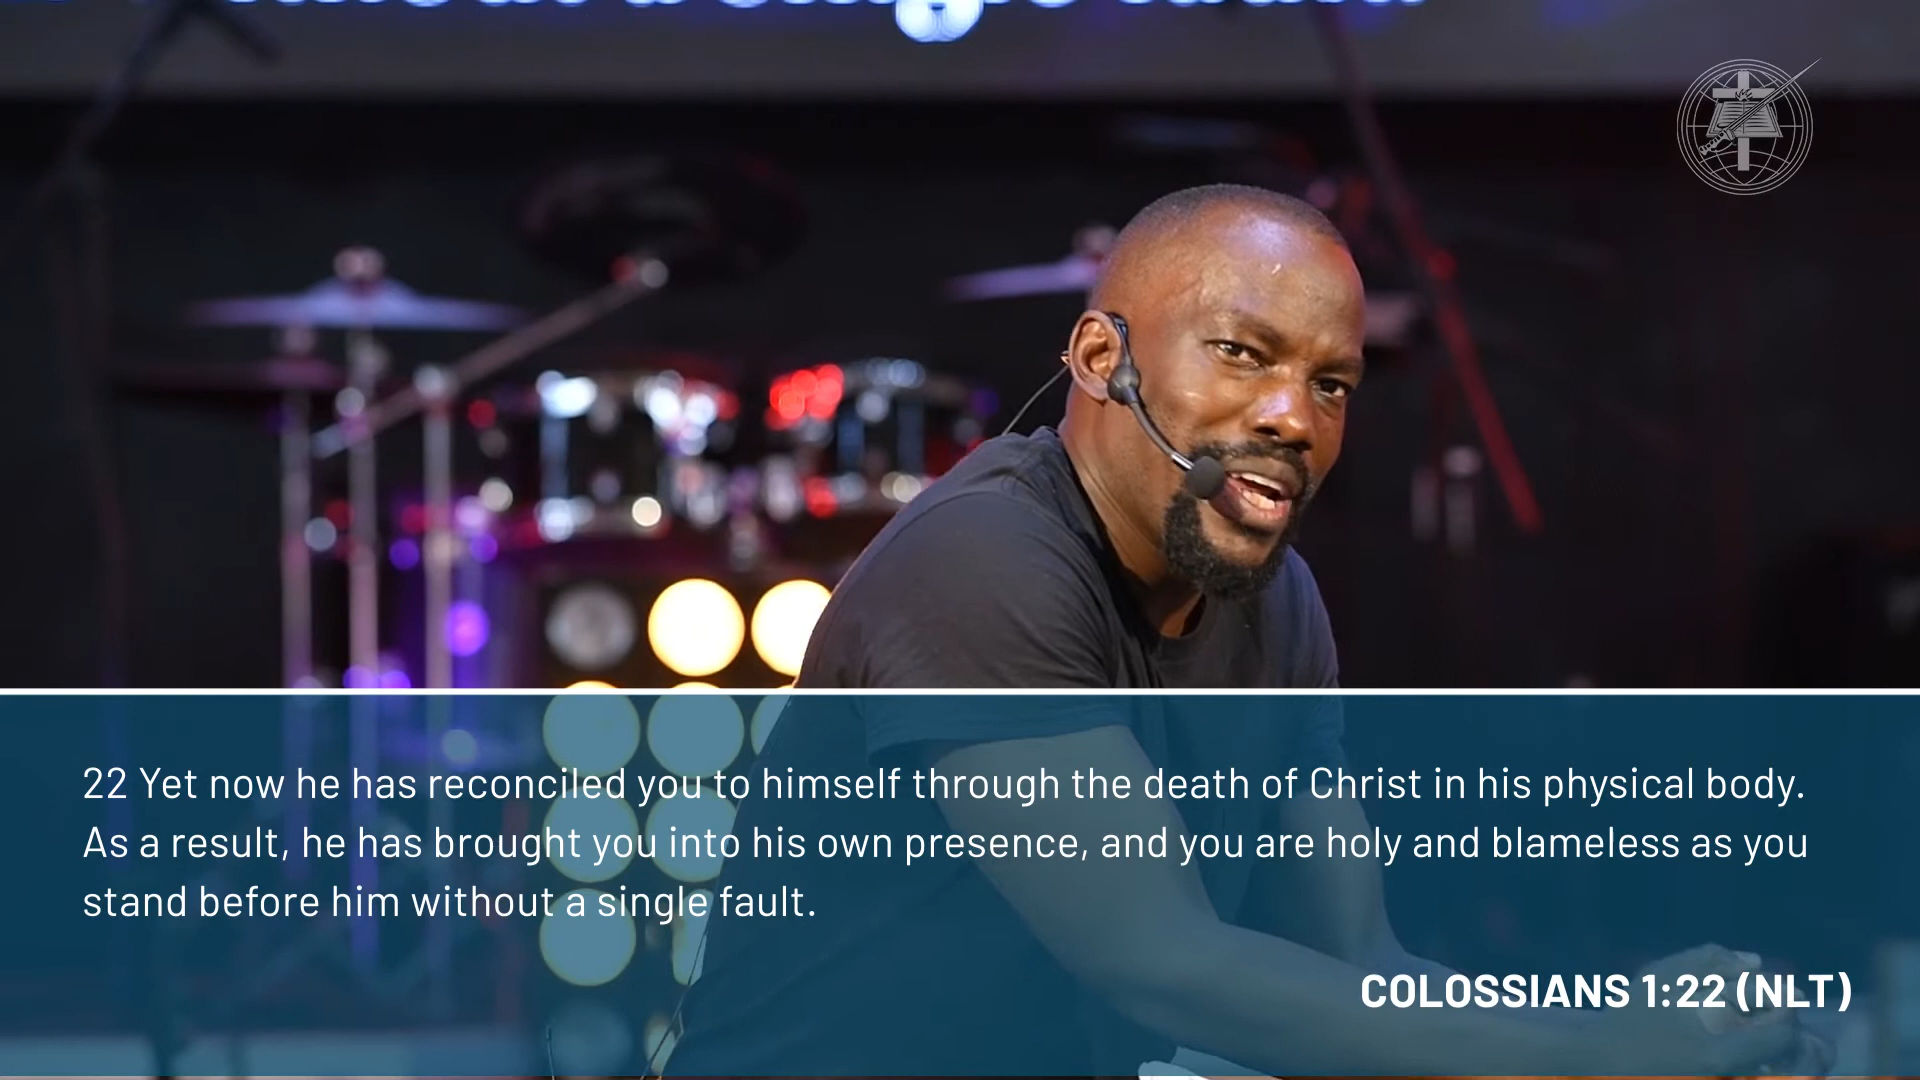 22 Yet now he has reconciled you to himself through the death of Christ in his physical body.
As a result, he has brought you into his own presence, and you are holy and blameless as you
stand before him without a single fault.
COLOSSIANS 1:22 (NLT)